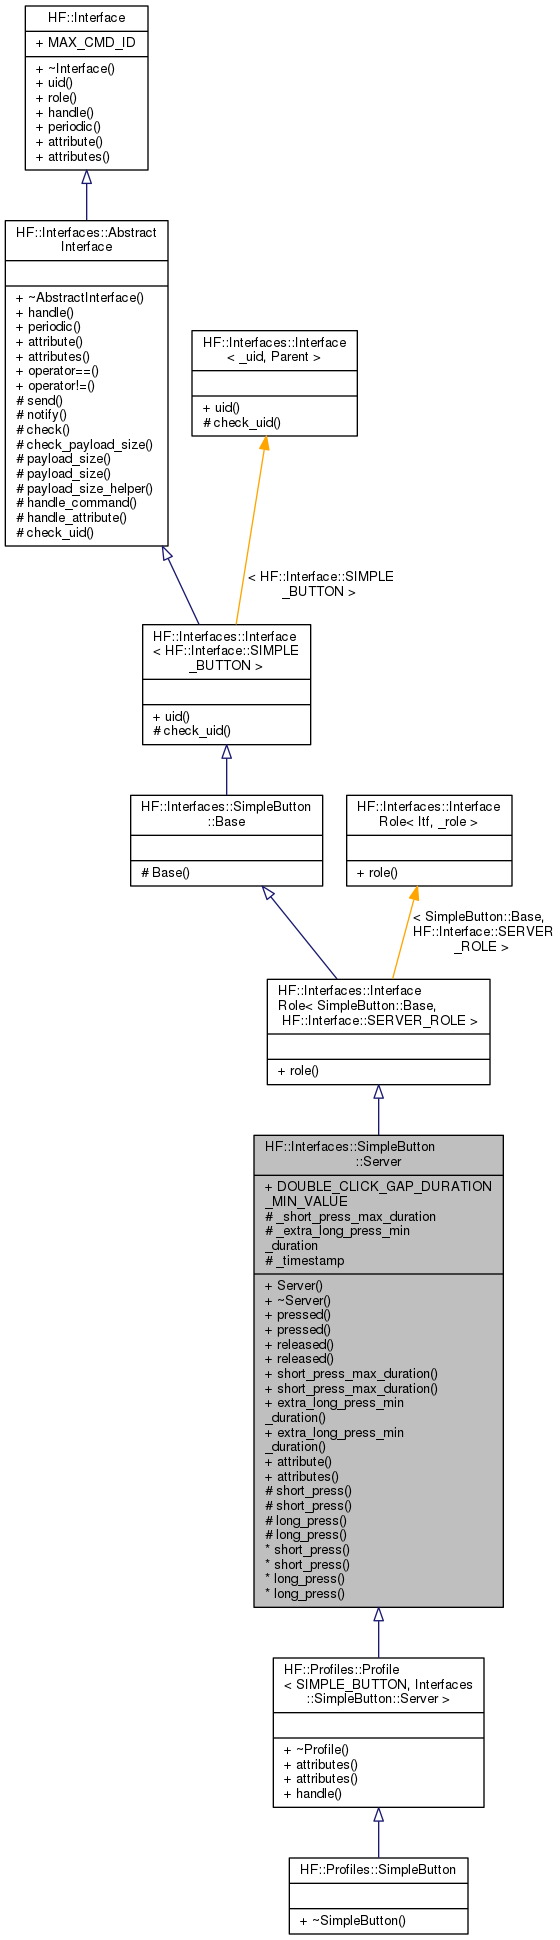 HF::Interface
+ MAX_CMD_ID
+ ~Interface()
+ uid()
+ role()
+ handle()
+ periodic()
+ attribute()
+ attributes()
HF::Interfaces::Abstract
Interface
+ ~AbstractInterface()
+ handle()
+ periodic()
+ attribute()
+ attributes()
+ operator==()
+ operator!=()
# send()
# notify()
# check()
# check_payload_size()
# payload_size()
# payload_size()
# payload_size_helper()
# handle_command()
# handle_attribute()
# check_uid()
HF::Interfaces::Interface
< _uid, Parent >
+ uid()
# check_uid()
< HF::Interface::SIMPLE
_BUTTON >
HF::Interfaces::Interface
< HF::Interface::SIMPLE
_BUTTON >
+ uid()
# check_uid()
HF::Interfaces::SimpleButton
::Base
# Base()
HF::Interfaces::Interface
Role< Itf, _role >
+ role()
< SimpleButton::Base,
HF::Interface::SERVER
_ROLE >
HF::Interfaces::Interface
Role< SimpleButton::Base,
HF::Interface::SERVER_ROLE >
+ role()
HF::Interfaces::SimpleButton
::Server
+ DOUBLE_CLICK_GAP_DURATION
_MIN_VALUE
# _short_press_max_duration
# _extra_long_press_min
_duration
# _timestamp
+ Server()
+ ~Server()
+ pressed()
+ pressed()
+ released()
+ released()
+ short_press_max_duration()
+ short_press_max_duration()
+ extra_long_press_min
_duration()
+ extra_long_press_min
_duration()
+ attribute()
+ attributes()
# short_press()
# short_press()
# long_press()
# long_press()
* short_press()
* short_press()
* long_press()
* long_press()
HF::Profiles::Profile
< SIMPLE_BUTTON, Interfaces
::SimpleButton::Server >
+ ~Profile()
+ attributes()
+ attributes()
+ handle()
HF::Profiles::SimpleButton
+ ~SimpleButton()